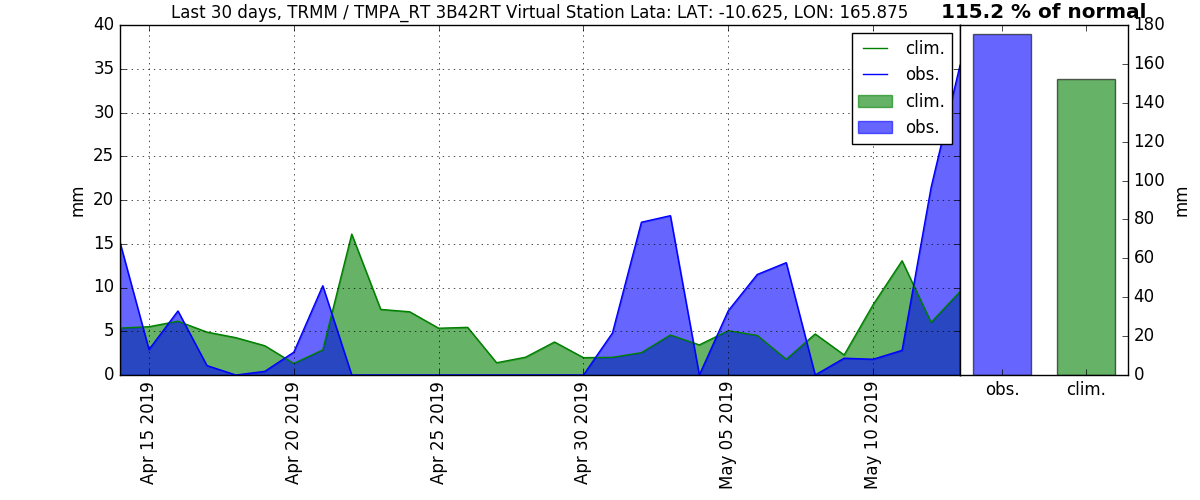 Last 30 days, TRMM / TMPA_RT 3B42RT Virtual Station Lata: LAT: -10.625, LON: 165.875
115.2 % of normal
40
35
30
25
20
15
10
5
0
mm
clim.
obs.
clim.
obs.
Apr 15 2019
Apr 20 2019
Apr 25 2019
Apr 30 2019
May 05 2019
May 10 2019
180
160
140
120
100
80
60
40
20
0
mm
obs.
clim.